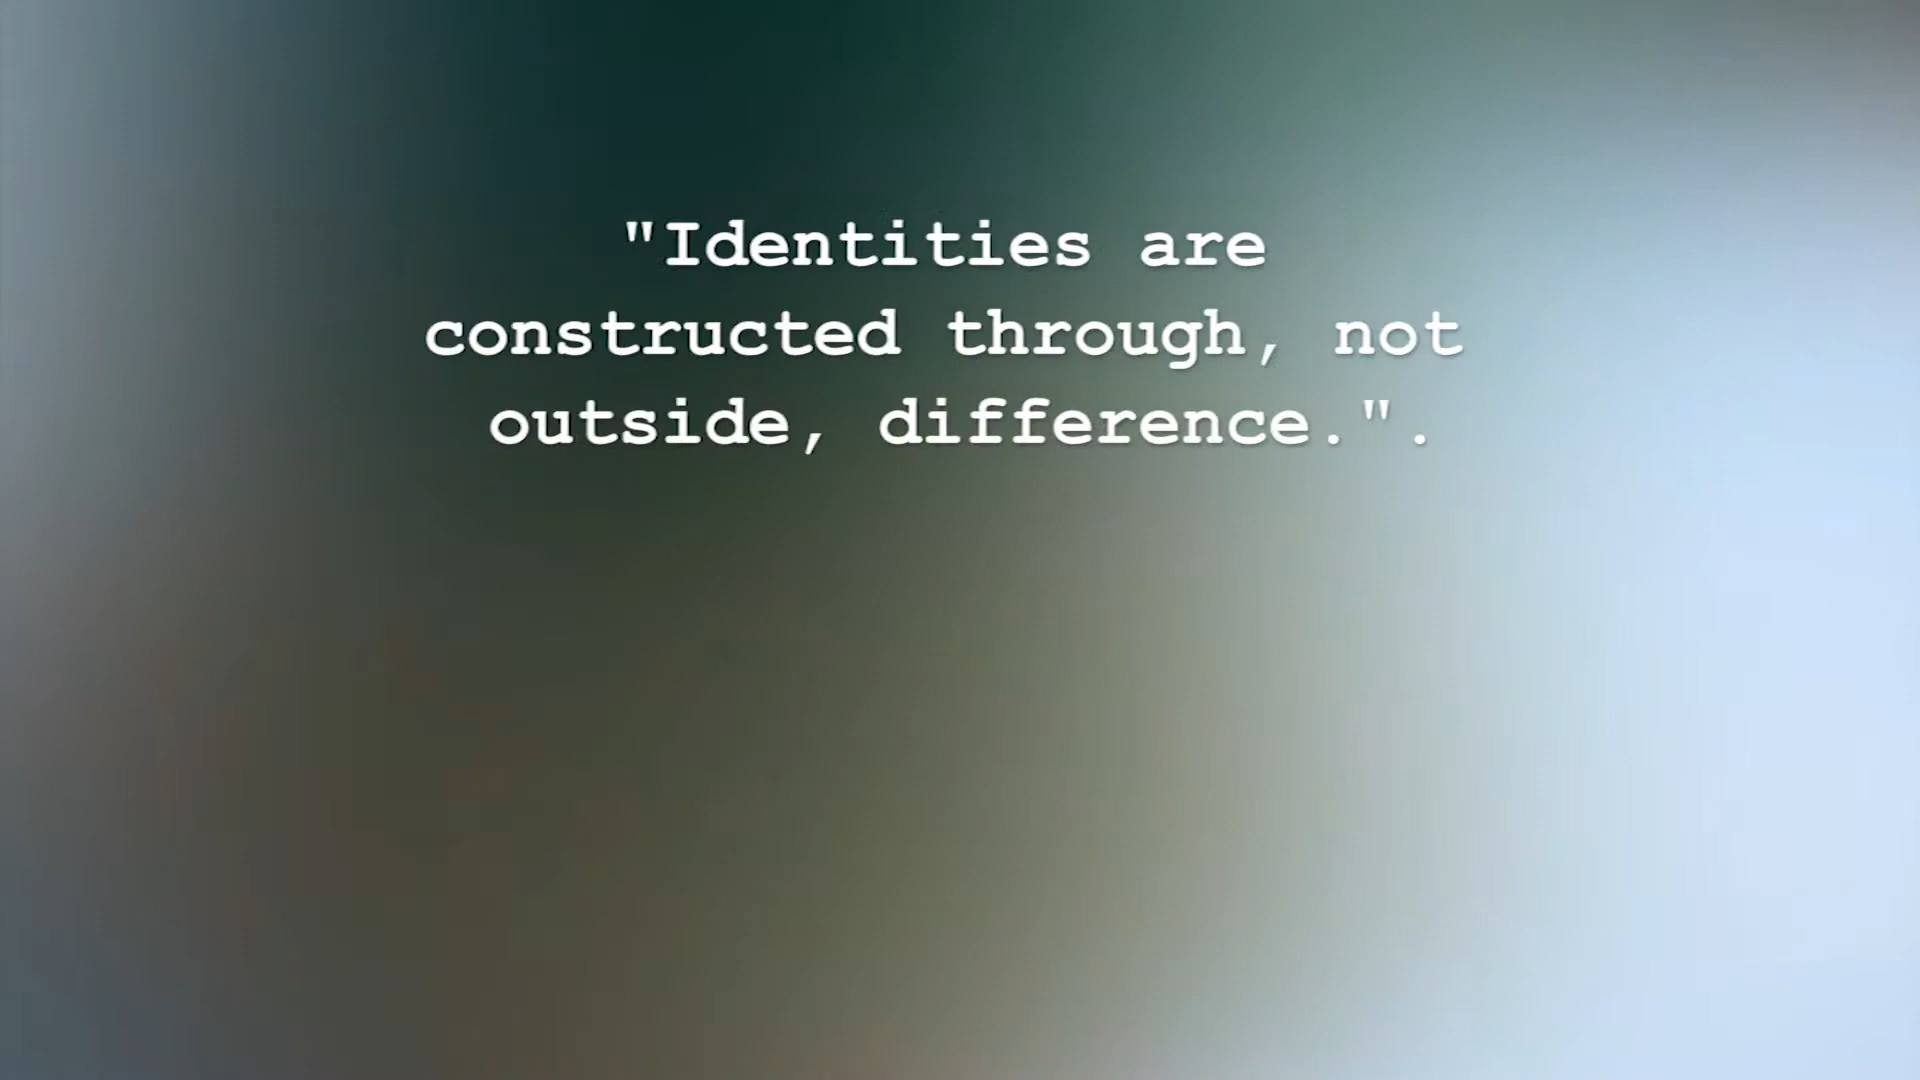 "Identities are
constructed through, not
outside, difference.".